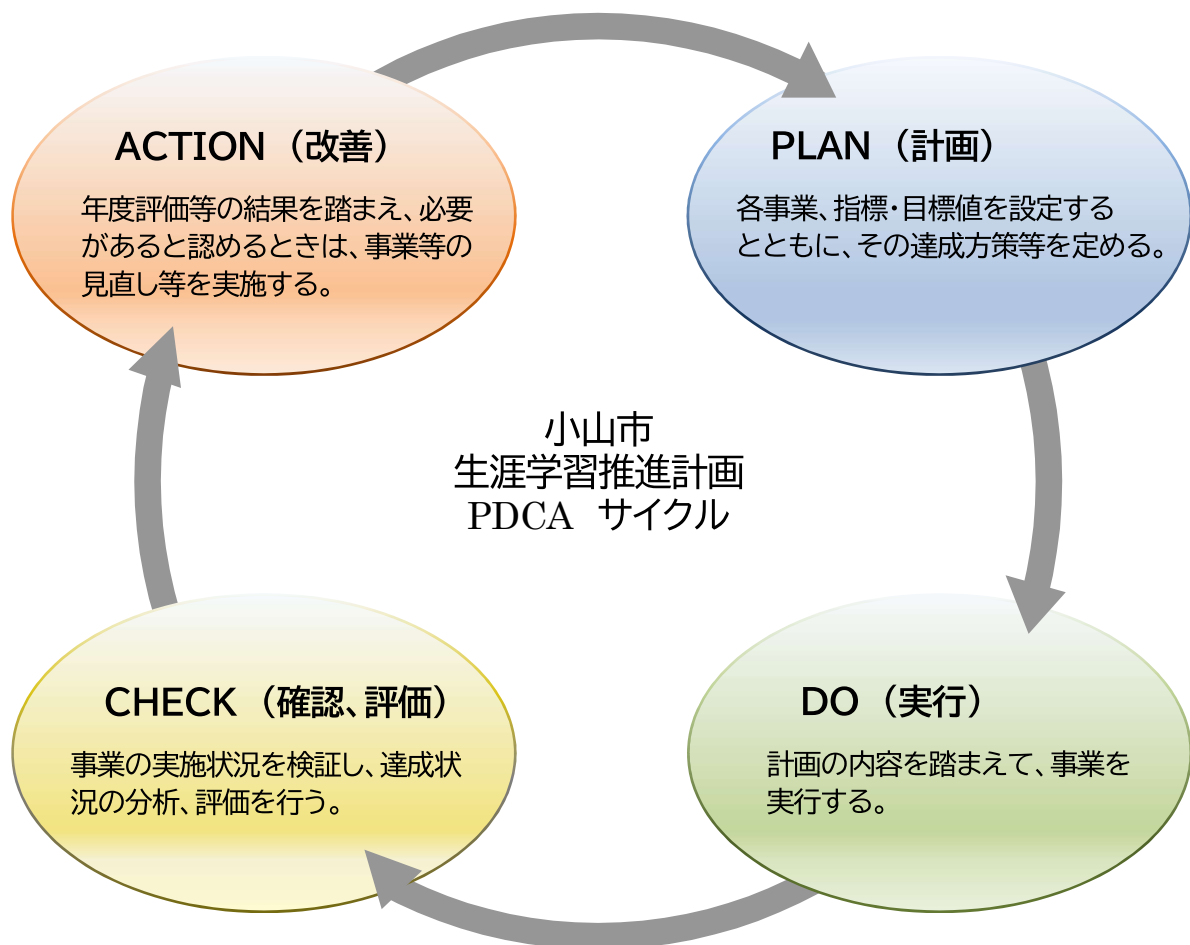 ACTION（改善）
年度評価等の結果を踏まえ、必要
があると認めるときは、事業等の
見直し等を実施する。
PLAN（計画）
各事業、指標・目標値を設定する
とともに、その達成方策等を定める。
小山市
生涯学習推進計画
PDCA サイクル
CHECK（確認、評価）
事業の実施状況を検証し、達成状
況の分析、評価を行う。
DO（実行）
計画の内容を踏まえて、事業を
実行する。